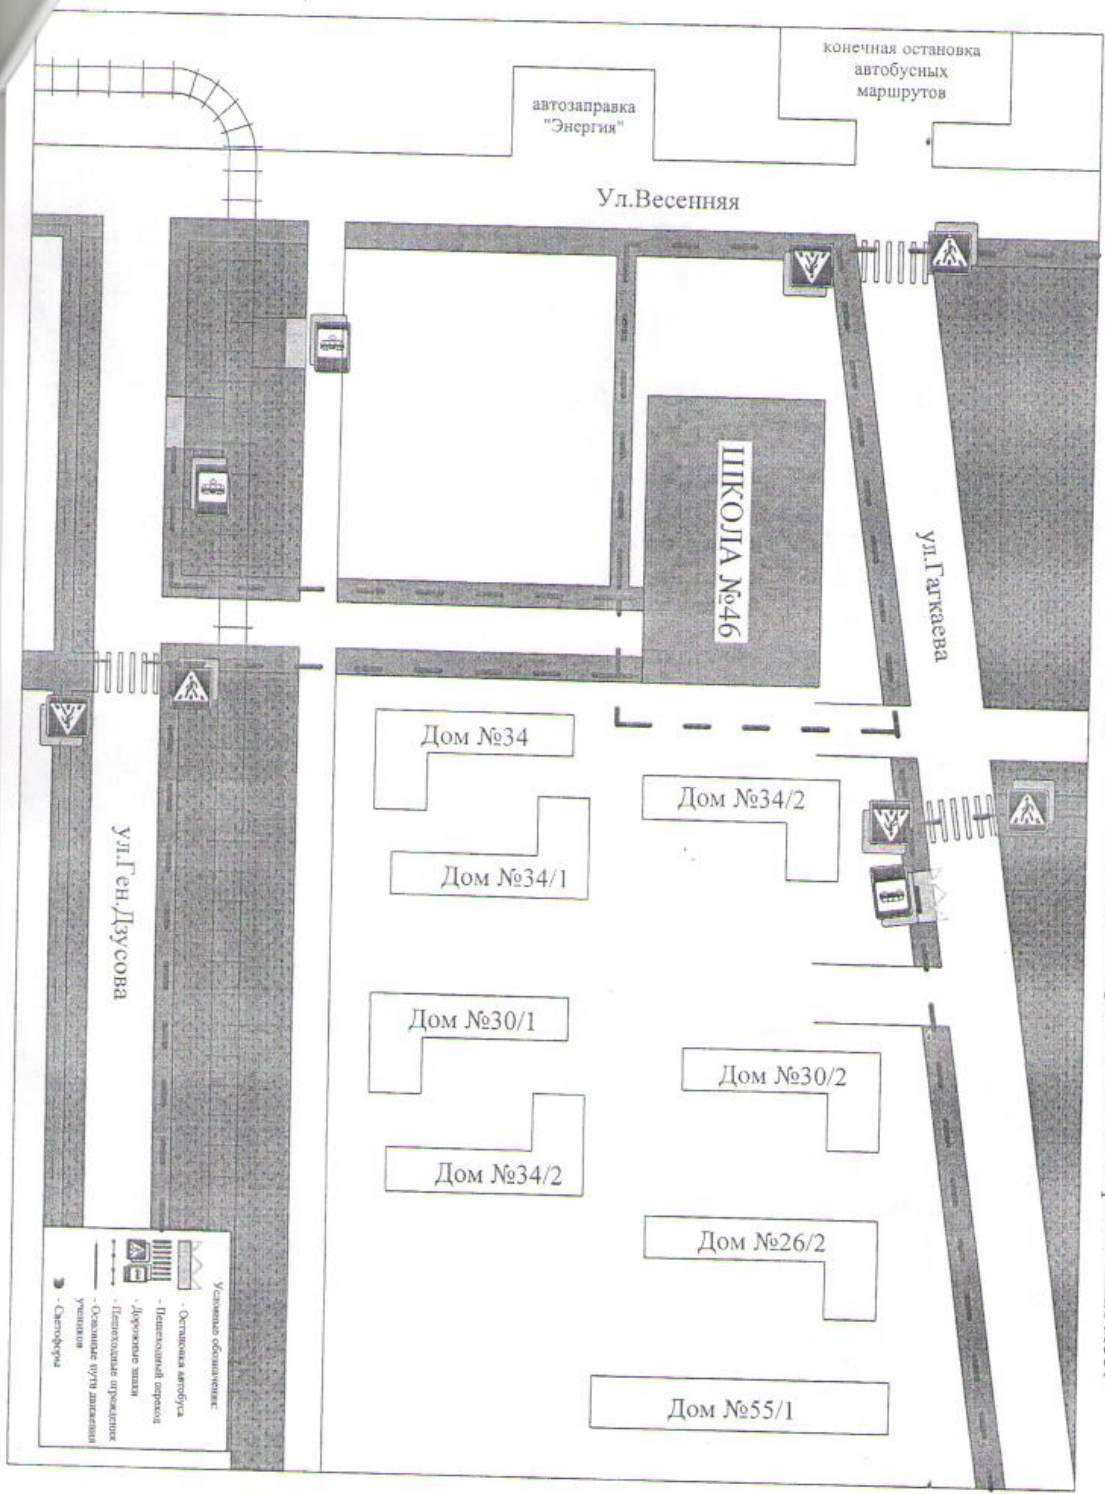 конечная остановка
автобусных
маршрутов
автозаправка
"Энергия"
Ул.Весенняя
ШКОЛА №46
ул.Гагкаева
Дом №34
Дом №34/2
Дом №34/1
ул.Ген.Дзусова
Дом №30/1
Дом №30/2
Дом №34/2
Дом №26/2
Дом №55/1
Условные обозначения:
- Остановка автобуса
- Пешеходный переход
- Дорожные знаки
- Пешеходные ограждения
- Основные пути движения
учеников
- Светофоры